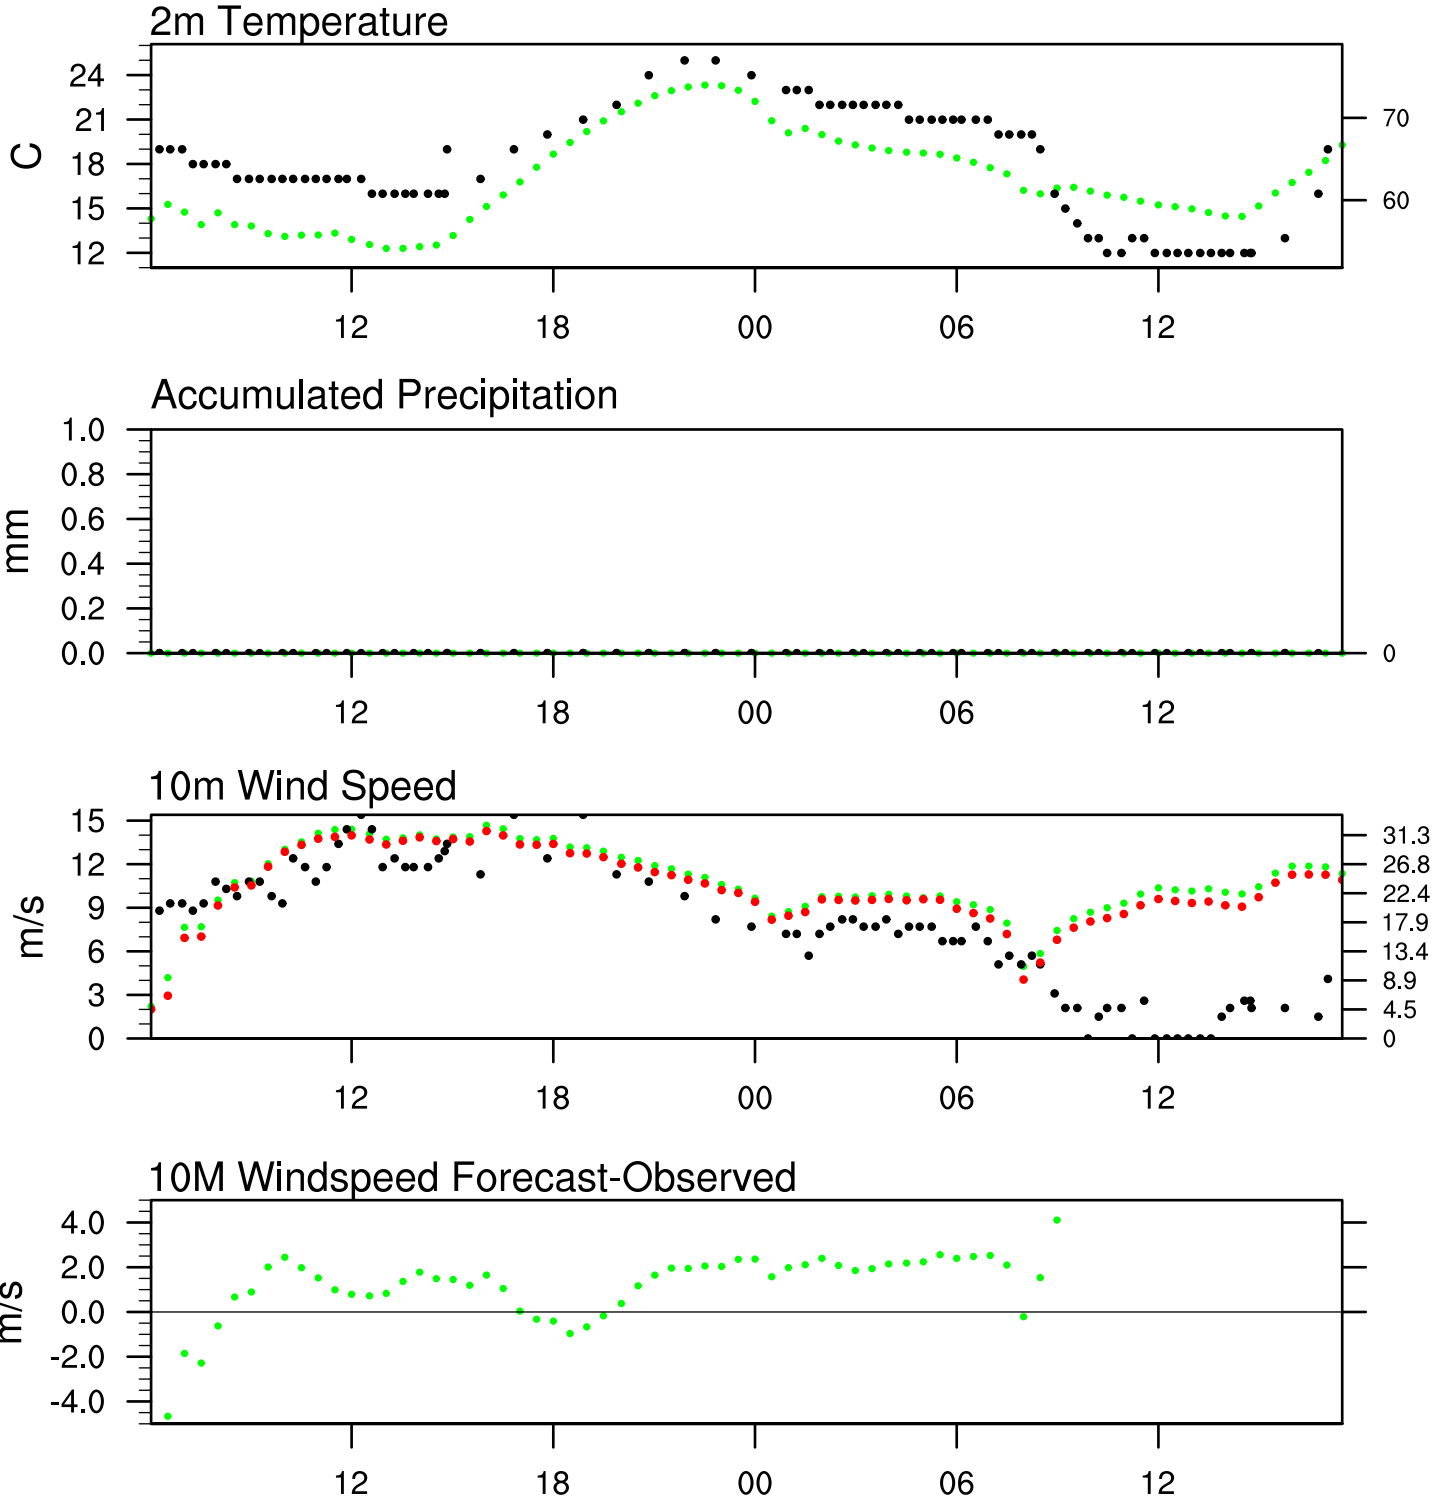 2m Temperature
24
21
18
15
12
C
70
60
12 18 00 06 12
Accumulated Precipitation
1.0
0.8
0.6
0.4
0.2
0.0
mm
0
12 18 00 06 12
10m Wind Speed
15
12
9
6
3
0
m/s
31.3
26.8
22.4
17.9
13.4
8.9
4.5
0
12 18 00 06 12
10M Windspeed Forecast-Observed
4.0
2.0
0.0
-2.0
-4.0
m/s
12 18 00 06 12